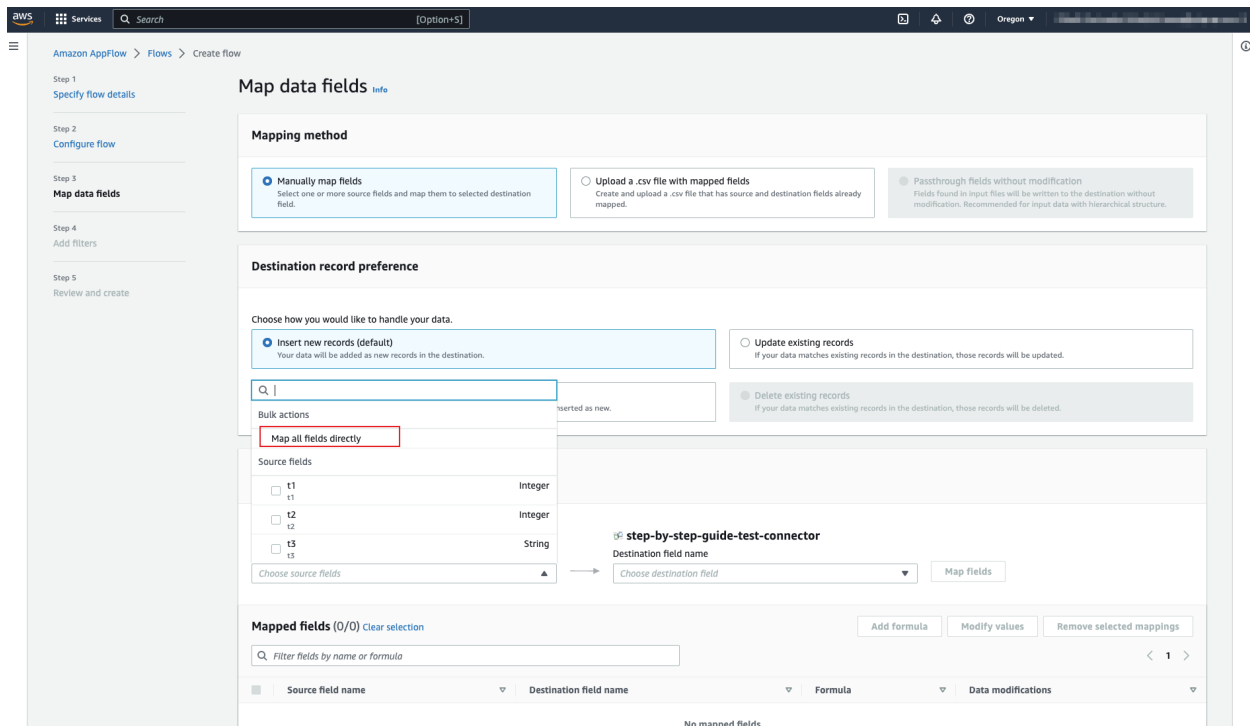 aws
Services
Search
[Option+S]
Oregon
Amazon AppFlow > Flows > Create flow
Step 1
Specify flow details
Step 2
Configure flow
Step 3
Map data fields
Step 4
Add filters
Step 5
Review and create
Map data fields Info
Mapping method
Manually map fields
Select one or more source fields and map them to selected destination
field.
Upload a .csv file with mapped fields
Create and upload a .csv file that has source and destination fields already
mapped.
Passthrough fields without modification
Fields found in input files will be written to the destination without
modification. Recommended for input data with hierarchical structure.
Destination record preference
Choose how you would like to handle your data.
Insert new records (default)
Your data will be added as new records in the destination.
Update existing records
If your data matches existing records in the destination, those records will be updated.
inserted as new.
Delete existing records
If your data matches existing records in the destination, those records will be deleted.
Bulk actions
Map all fields directly
Source fields
t1 Integer
t1
t2 Integer
t2
t3 String
t3
Choose source fields
step-by-step-guide-test-connector
Destination field name
Choose destination field
Map fields
Mapped fields (0/0) Clear selection
Add formula
Modify values
Remove selected mappings
Filter fields by name or formula
< 1 >
Source field name
Destination field name
Formula
Data modifications
No mapped fields